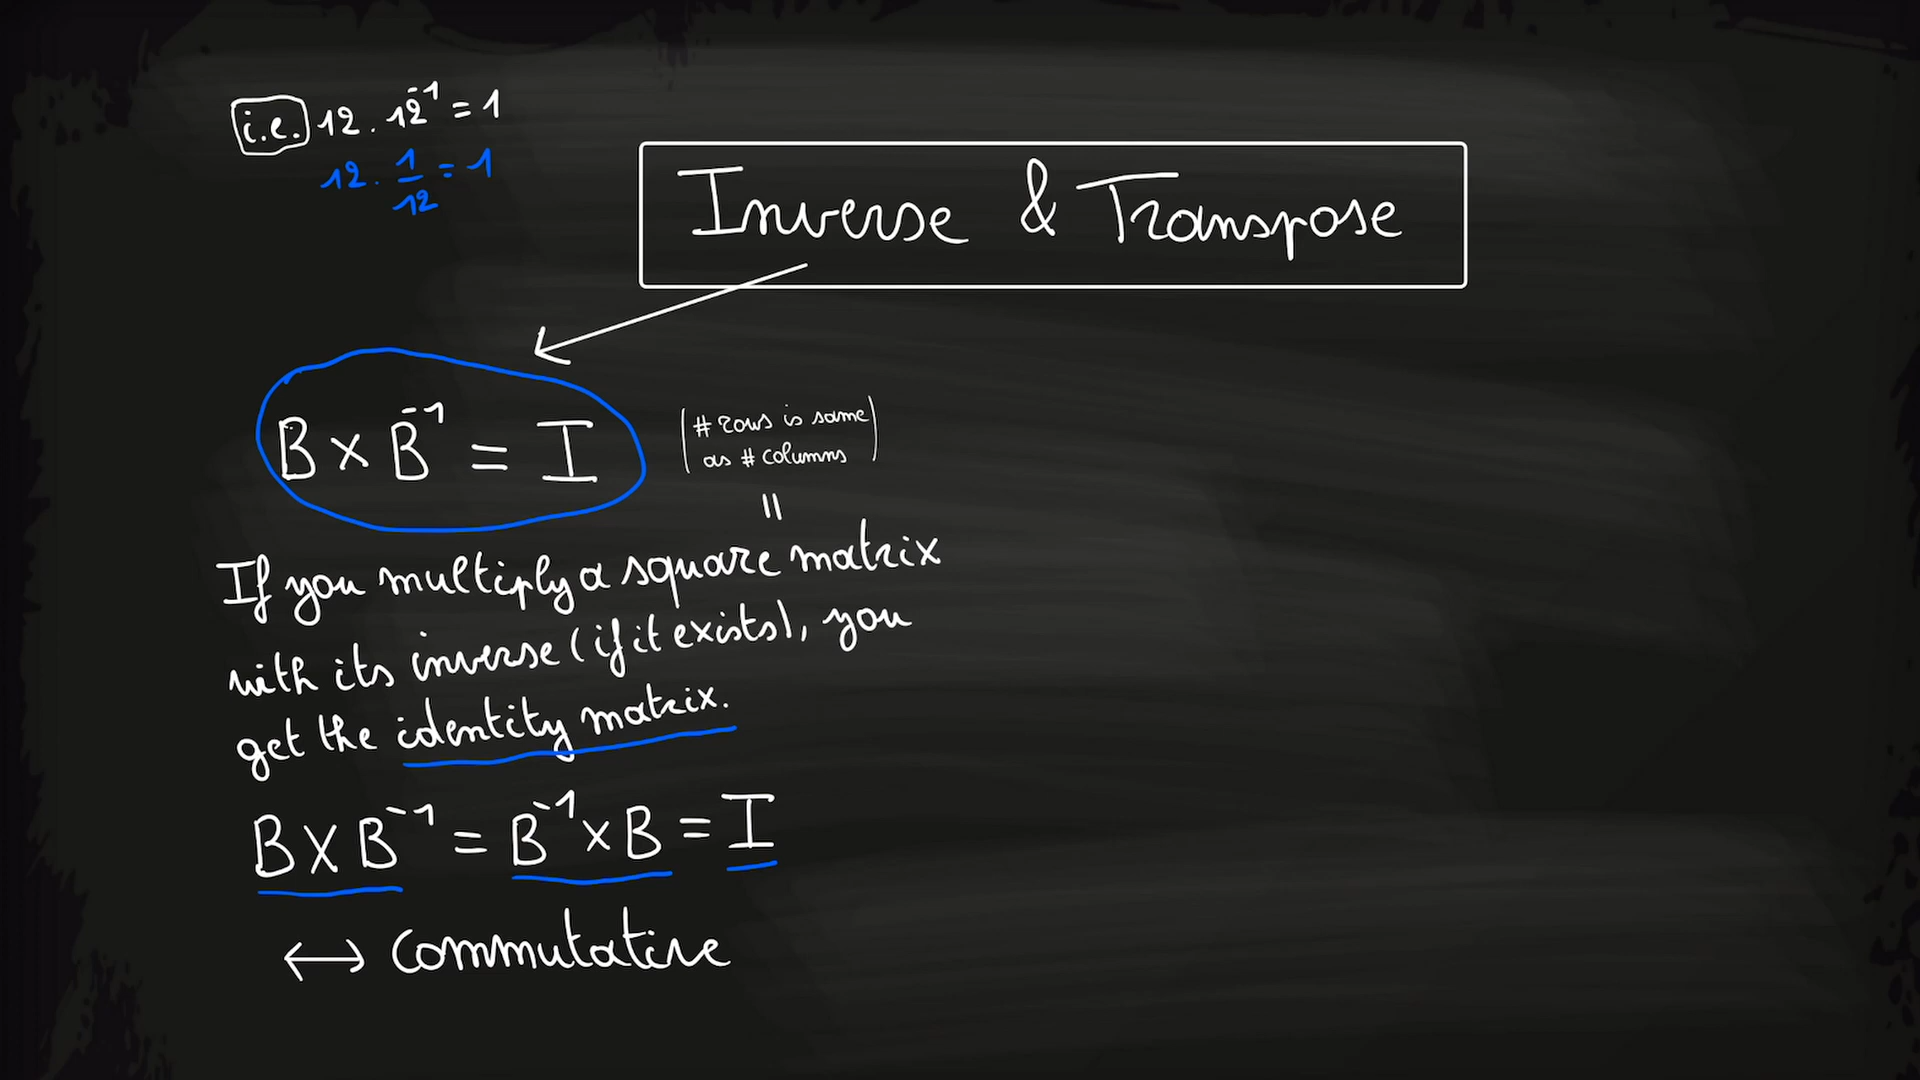 i.e. 12 . 12⁻¹ = 1
12 . 1/12 = 1
Inverse & Transpose
B × B⁻¹ = I
(# rows is same
as # columns)
||
If you multiply a square matrix
with its inverse (if it exists), you
get the identity matrix.
B × B⁻¹ = B⁻¹ × B = I
↔ Commutative